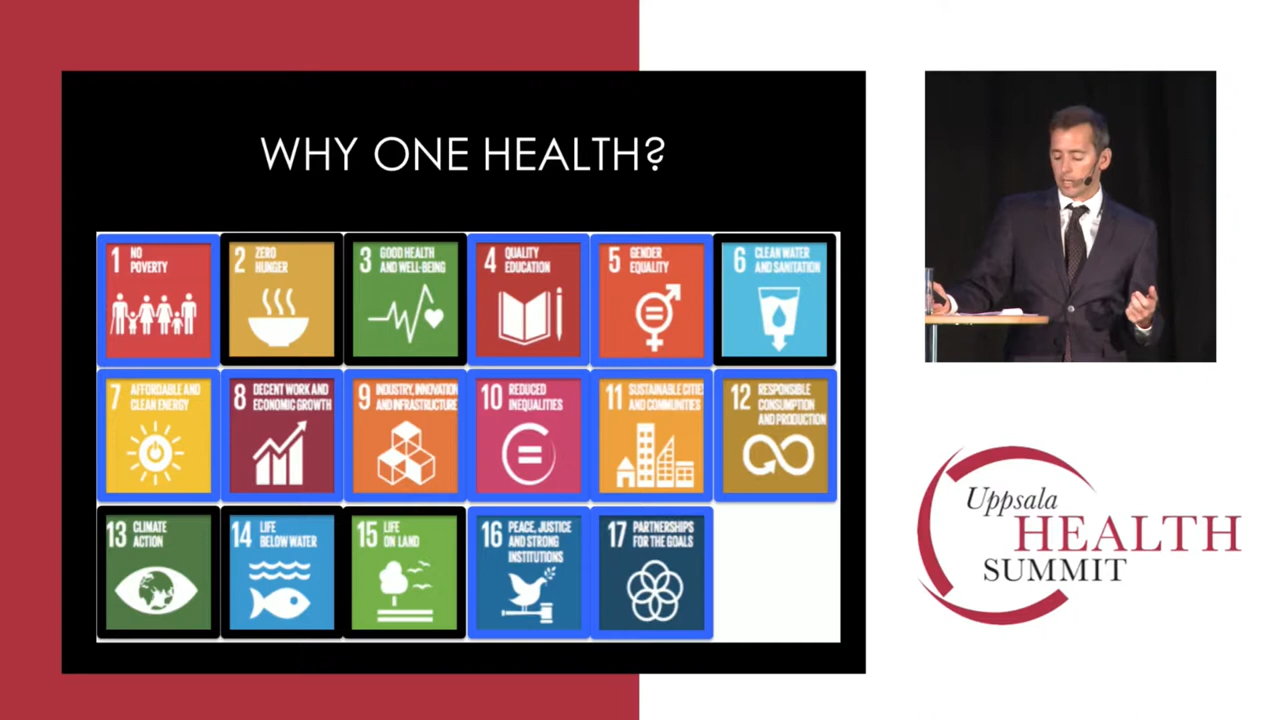 WHY ONE HEALTH?
1 NO
POVERTY
2 ZERO
HUNGER
3 GOOD HEALTH
AND WELL-BEING
4 QUALITY
EDUCATION
5 GENDER
EQUALITY
6 CLEAN WATER
AND SANITATION
7 AFFORDABLE AND
CLEAN ENERGY
8 DECENT WORK AND
ECONOMIC GROWTH
9 INDUSTRY, INNOVATION
AND INFRASTRUCTURE
10 REDUCED
INEQUALITIES
11 SUSTAINABLE CITIE
AND COMMUNITIES
12 RESPONSIBLE
CONSUMPTION
AND PRODUCTION
13 CLIMATE
ACTION
14 LIFE
BELOW WATER
15 LIFE
ON LAND
16 PEACE, JUSTICE
AND STRONG
INSTITUTIONS
17 PARTNERSHIPS
FOR THE GOALS
Uppsala
HEALTH
SUMMIT